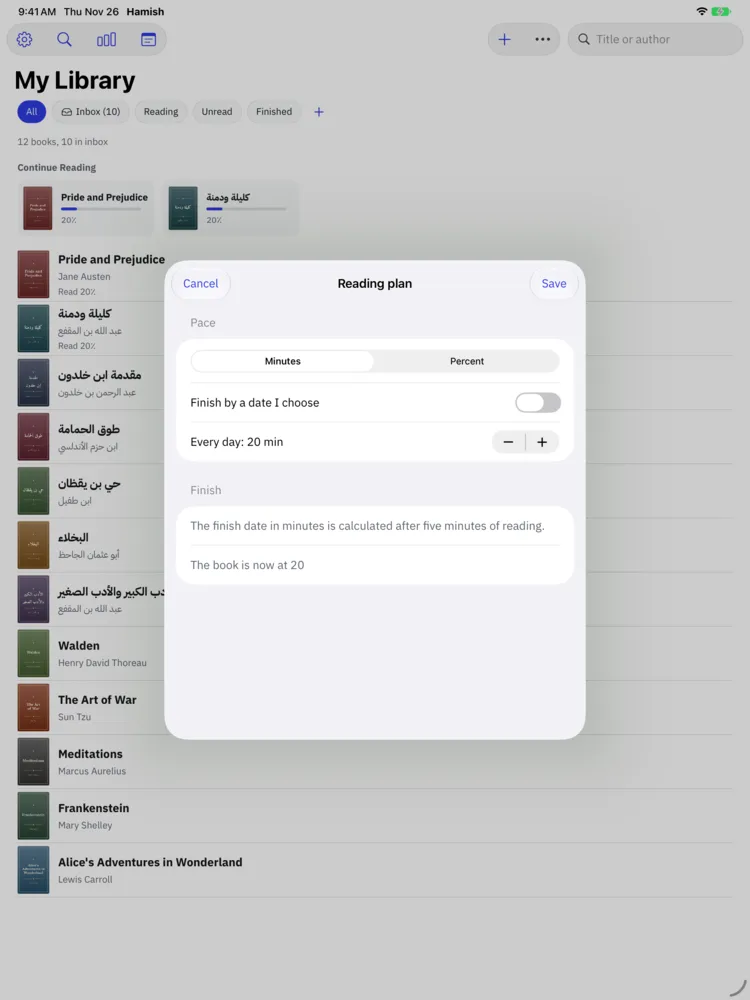 9:41 AM Thu Nov 26 Hamish
Title or author
My Library
All Inbox (10) Reading Unread Finished
12 books, 10 in inbox
Continue Reading
Pride and Prejudice
20٪
كليلة ودمنة
20٪
Pride and Prejudice
Jane Austen
Read 20٪
كليلة ودمنة
عبد الله بن المقفع
Read 20٪
مقدمة ابن خلدون
عبد الرحمن بن خلدون
طوق الحمامة
ابن حزم الأندلسي
حي بن يقظان
ابن طفيل
البخلاء
أبو عثمان الجاحظ
دب الكبير والأدب الصغير
عبد الله بن المقفع
Walden
Henry David Thoreau
The Art of War
Sun Tzu
Meditations
Marcus Aurelius
Frankenstein
Mary Shelley
Alice's Adventures in Wonderland
Lewis Carroll
Cancel Reading plan Save
Pace
Minutes Percent
Finish by a date I choose
Every day: 20 min
Finish
The finish date in minutes is calculated after five minutes of reading.
The book is now at 20